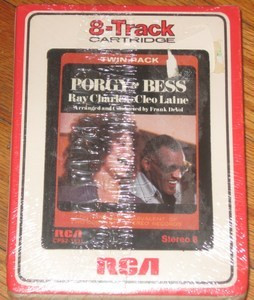 8-Track
CARTRIDGE
TWIN-PACK
PORGY & BESS
Ray Charles Cleo Laine
Arranged and Conducted by Frank DeVol
RCA
Stereo 8
RCA